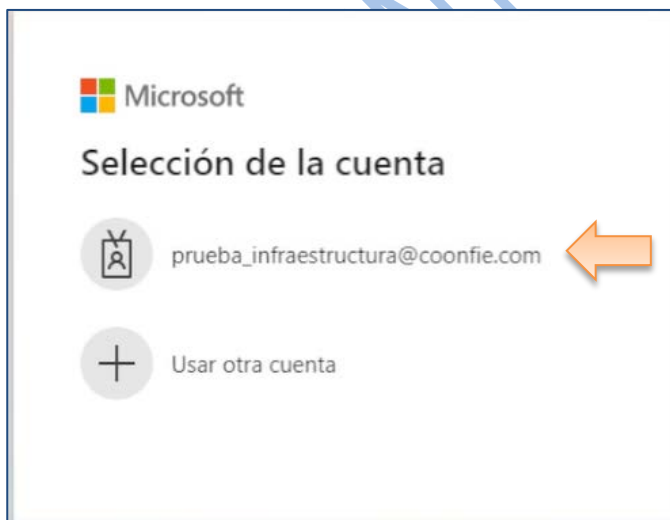 Microsoft
Selección de la cuenta
prueba_infraestructura@coonfie.com
Usar otra cuenta